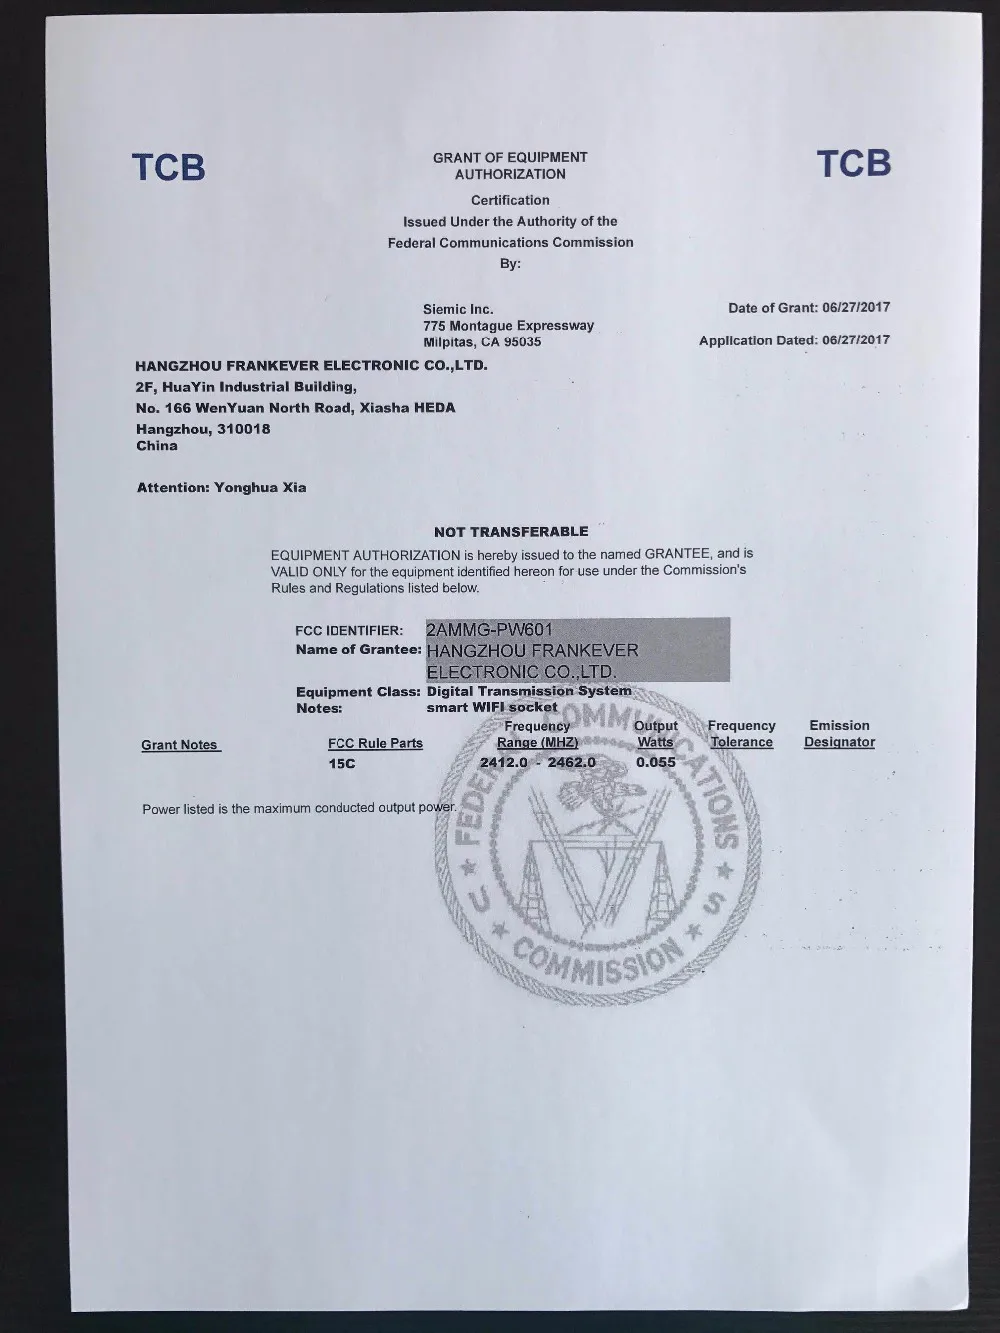 TCB
GRANT OF EQUIPMENT
AUTHORIZATION
TCB
Certification
Issued Under the Authority of the
Federal Communications Commission
By:
Siemic Inc.
775 Montague Expressway
Milpitas, CA 95035
Date of Grant: 06/27/2017
Application Dated: 06/27/2017
HANGZHOU FRANKEVER ELECTRONIC CO.,LTD.
2F, HuaYin Industrial Building,
No. 166 WenYuan North Road, Xiasha HEDA
Hangzhou, 310018
China
Attention: Yonghua Xia
NOT TRANSFERABLE
EQUIPMENT AUTHORIZATION is hereby issued to the named GRANTEE, and is
VALID ONLY for the equipment identified hereon for use under the Commission's
Rules and Regulations listed below.
FCC IDENTIFIER: 2AMMG-PW601
Name of Grantee: HANGZHOU FRANKEVER
ELECTRONIC CO.,LTD.
Equipment Class: Digital Transmission System
Notes: smart WIFI socket
Grant Notes FCC Rule Parts Frequency Range (MHZ) Output Watts Frequency Tolerance Emission Designator
15C 2412.0 - 2462.0 0.055
Power listed is the maximum conducted output power.
FEDERAL COMMUNICATIONS
U S
COMMISSION